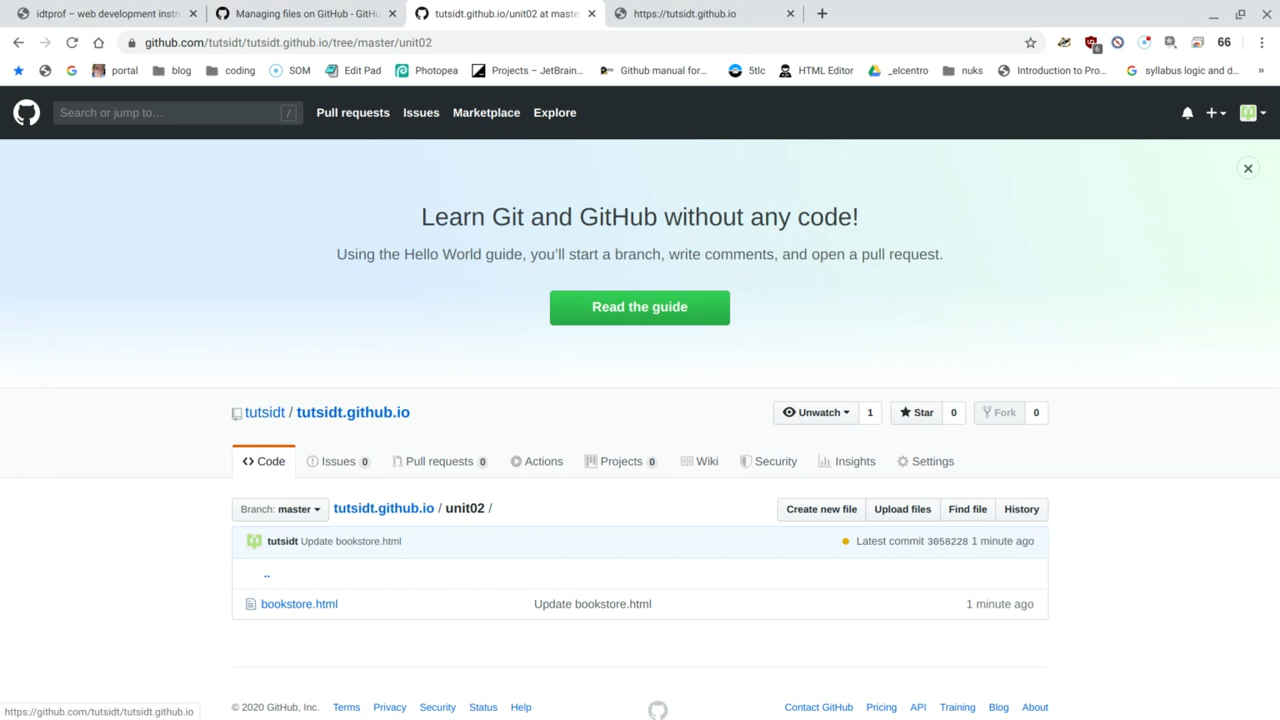 idtprof – web development instru
Managing files on GitHub - GitHu
tutsidt.github.io/unit02 at maste
https://tutsidt.github.io
github.com/tutsidt/tutsidt.github.io/tree/master/unit02
6
66
portal
blog
coding
SOM
Edit Pad
Photopea
Projects – JetBrain...
Github manual for...
5tlc
HTML Editor
_elcentro
nuks
Introduction to Pro...
syllabus logic and d...
»
Search or jump to...
/
Pull requests
Issues
Marketplace
Explore
Learn Git and GitHub without any code!
Using the Hello World guide, you’ll start a branch, write comments, and open a pull request.
Read the guide
tutsidt / tutsidt.github.io
Unwatch
1
Star
0
Fork
0
Code
Issues 0
Pull requests 0
Actions
Projects 0
Wiki
Security
Insights
Settings
Branch: master
tutsidt.github.io / unit02 /
Create new file
Upload files
Find file
History
tutsidt Update bookstore.html
Latest commit 3058228 1 minute ago
..
bookstore.html
Update bookstore.html
1 minute ago
© 2020 GitHub, Inc.
Terms
Privacy
Security
Status
Help
Contact GitHub
Pricing
API
Training
Blog
About
https://github.com/tutsidt/tutsidt.github.io